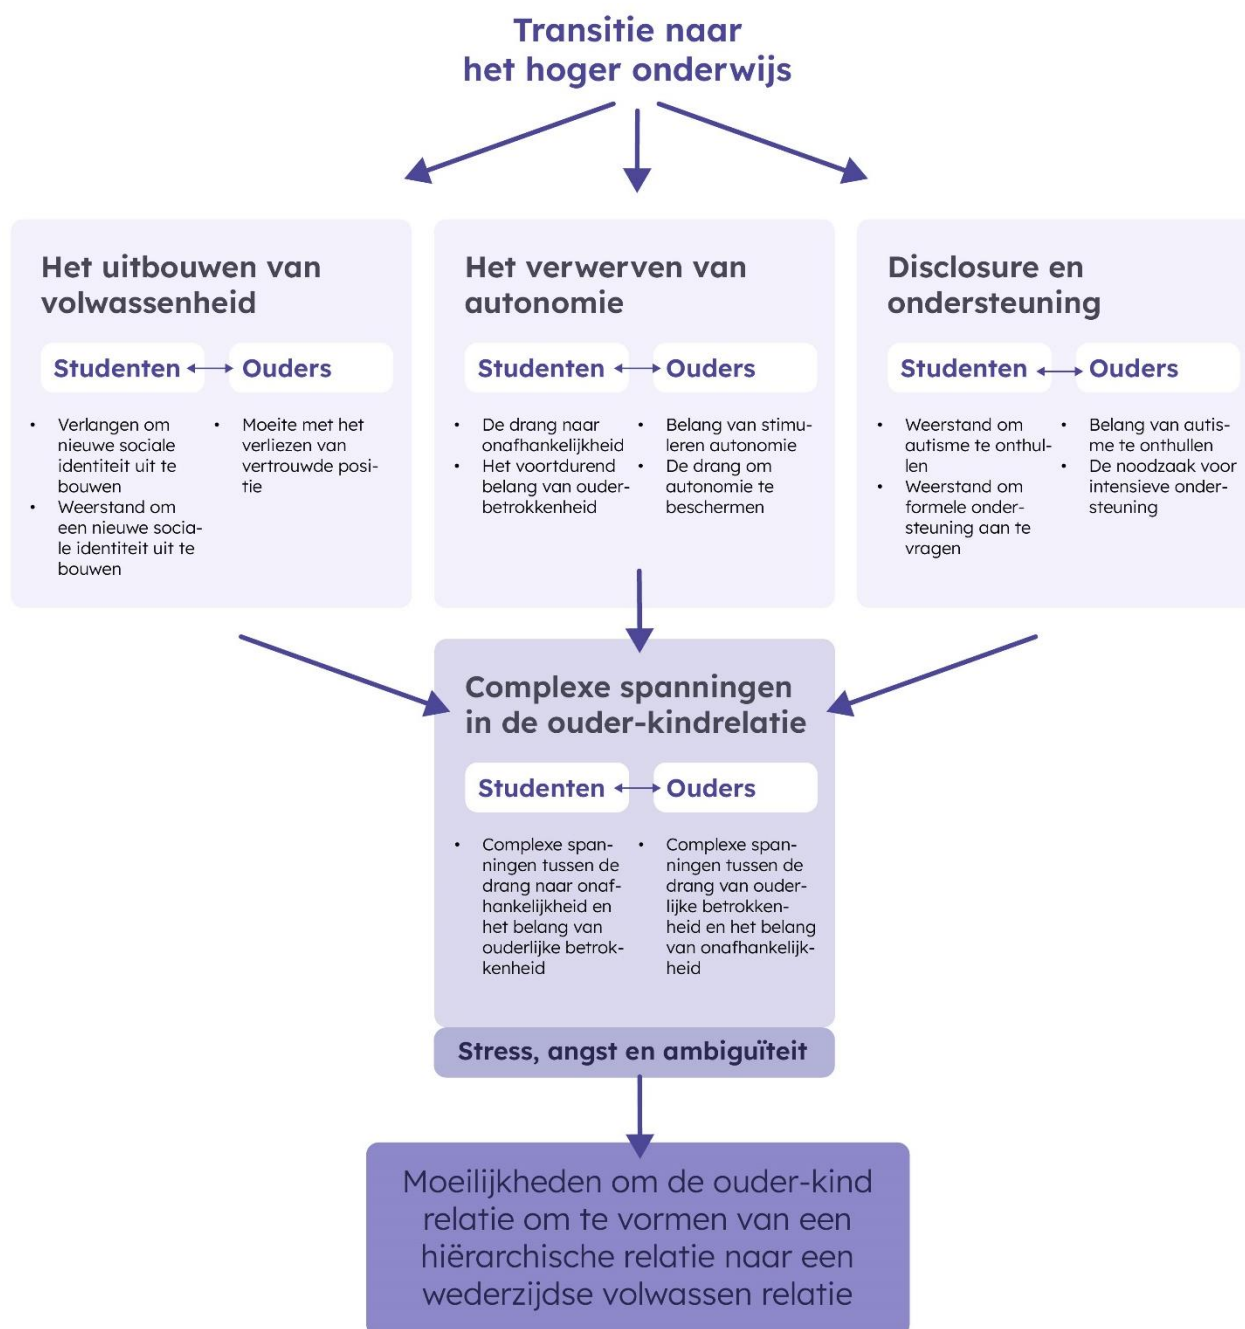 Transitie naar
het hoger onderwijs
Het uitbouwen van
volwassenheid
Studenten
Ouders
• Verlangen om
nieuwe sociale
identiteit uit te
bouwen
• Weerstand om
een nieuwe socia-
le identiteit uit te
bouwen
• Moeite met het
verliezen van
vertrouwde posi-
tie
Het verwerven van
autonomie
Studenten
Ouders
• De drang naar
onafhankelijkheid
• Het voortdurend
belang van ouder-
betrokkenheid
• Belang van stimu-
leren autonomie
• De drang om
autonomie te
beschermen
Disclosure en
ondersteuning
Studenten
Ouders
• Weerstand om
autisme te onthul-
len
• Weerstand om
formele onder-
steuning aan te
vragen
• Belang van autis-
me te onthullen
• De noodzaak voor
intensieve onder-
steuning
Complexe spanningen
in de ouder-kindrelatie
Studenten
Ouders
• Complexe span-
ningen tussen de
drang naar onaf-
hankelijkheid en
het belang van
ouderlijke betrok-
kenheid
• Complexe span-
ningen tussen de
drang van ouder-
lijke betrokken-
heid en het belang
van onafhankelijk-
heid
Stress, angst en ambiguïteit
Moeilijkheden om de ouder-kind
relatie om te vormen van een
hiërarchische relatie naar een
wederzijdse volwassen relatie